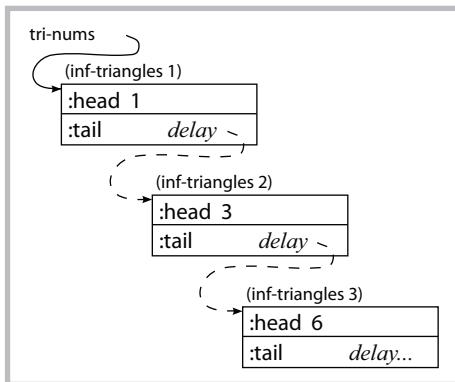 tri-nums
(inf-triangles 1)
:head 1
:tail delay
(inf-triangles 2)
:head 3
:tail delay
(inf-triangles 3)
:head 6
:tail delay...